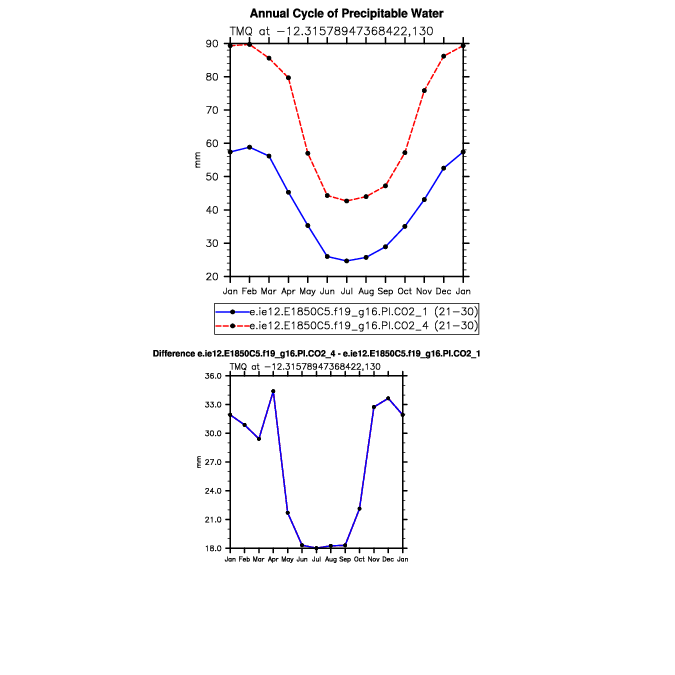 Annual Cycle of Precipitable Water
TMQ at −12.31578947368422,130
90
80
70
60
50
40
30
20
mm
Jan Feb Mar Apr May Jun Jul Aug Sep Oct Nov Dec Jan
e.ie12.E1850C5.f19_g16.PI.CO2_1 (21−30)
e.ie12.E1850C5.f19_g16.PI.CO2_4 (21−30)
Difference e.ie12.E1850C5.f19_g16.PI.CO2_4 - e.ie12.E1850C5.f19_g16.PI.CO2_1
TMQ at −12.31578947368422,130
36.0
33.0
30.0
27.0
24.0
21.0
18.0
mm
Jan Feb Mar Apr May Jun Jul Aug Sep Oct Nov Dec Jan